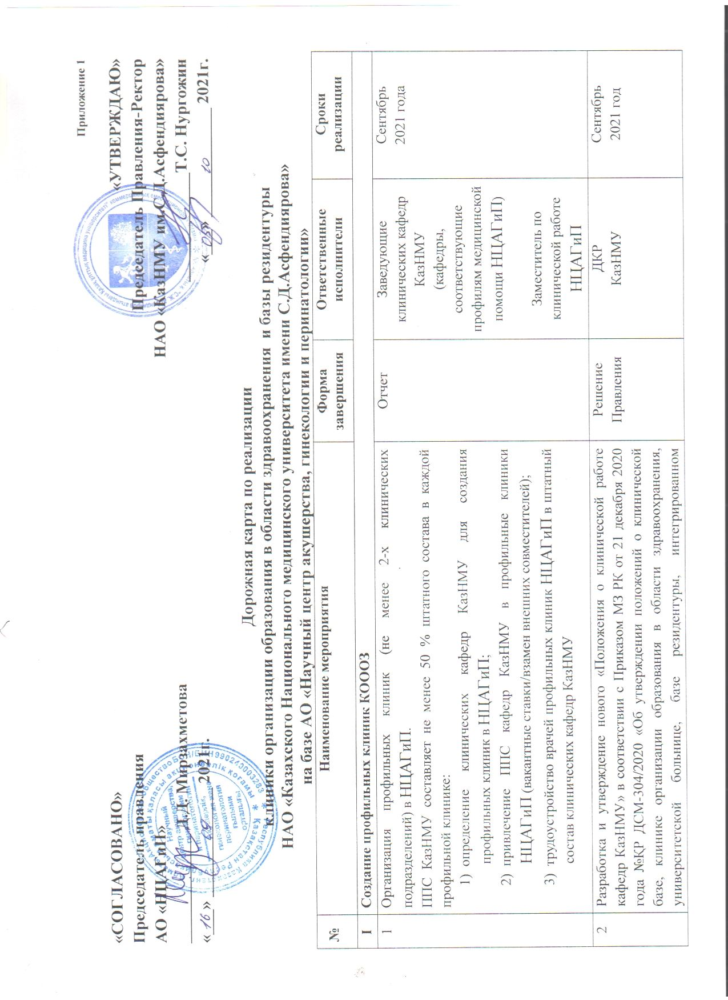 Приложение 1
«СОГЛАСОВАНО»
Председатель правления
АО «НЦАГиП»
Д.Д. Мирзахметова
« 16 » 09 2021г.
«УТВЕРЖДАЮ»
Председатель Правления-Ректор
НАО «КазНМУ им.С.Д.Асфендиярова»
Т.С. Нургожин
« 05 » 10 2021г.
Дорожная карта по реализации
клиники организации образования в области здравоохранения и базы резидентуры
НАО «Казахского Национального медицинского университета имени С.Д.Асфендиярова»
на базе АО «Научный центр акушерства, гинекологии и перинатологии»
№
Наименование мероприятия
Форма
завершения
Ответственные
исполнители
Сроки
реализации
I
Создание профильных клиник КОООЗ
1
Организация профильных клиник (не менее 2-х клинических
подразделений) в НЦАГиП.
ППС КазНМУ составляет не менее 50 % штатного состава в каждой
профильной клинике:
1) определение клинических кафедр КазНМУ для создания
профильных клиник в НЦАГиП;
2) привлечение ППС кафедр КазНМУ в профильные клиники
НЦАГиП (вакантные ставки/взамен внешних совместителей);
3) трудоустройство врачей профильных клиник НЦАГиП в штатный
состав клинических кафедр КазНМУ
Отчет
Заведующие
клинических кафедр
КазНМУ
(кафедры,
соответствующие
профилям медицинской
помощи НЦАГиП)
Заместитель по
клинической работе
НЦАГиП
Сентябрь
2021 года
2
Разработка и утверждение нового «Положения о клинической работе
кафедр КазНМУ» в соответствии с Приказом МЗ РК от 21 декабря 2020
года №ҚР ДСМ-304/2020 «Об утверждении положений о клинической
базе, клинике организации образования в области здравоохранения,
университетской больнице, базе резидентуры, интегрированном
Решение
Правления
ДКР
КазНМУ
Сентябрь
2021 год